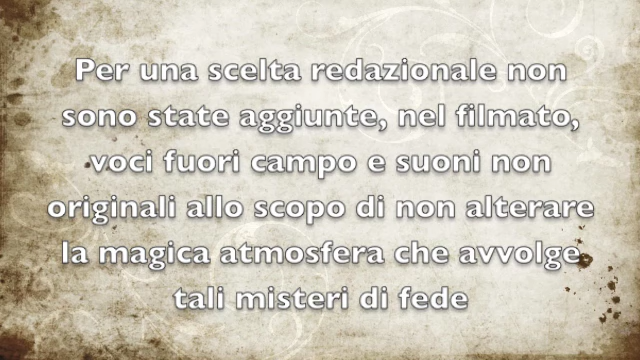 Per una scelta redazionale non
sono state aggiunte, nel filmato,
voci fuori campo e suoni non
originali allo scopo di non alterare
la magica atmosfera che avvolge
tali misteri di fede